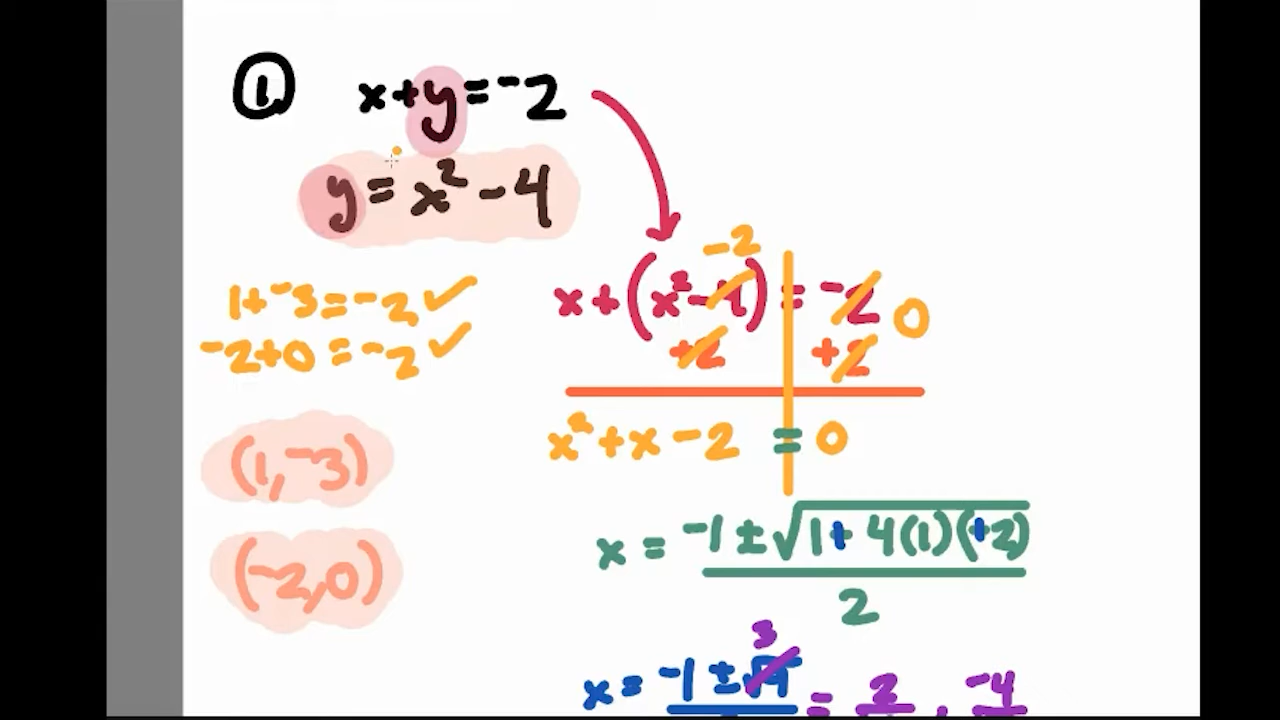 ① x+y=⁻2
y=x²-4
1+⁻3=⁻2 ✓
⁻2+0=⁻2 ✓
(1,⁻3)
(⁻2,0)
-2
x+(x²-4)=⁻2 0
+2 +2
x²+x-2=0
x=⁻1±√1+4(1)(+2)
2
3
x=⁻1±√9 = 2 , ⁻4